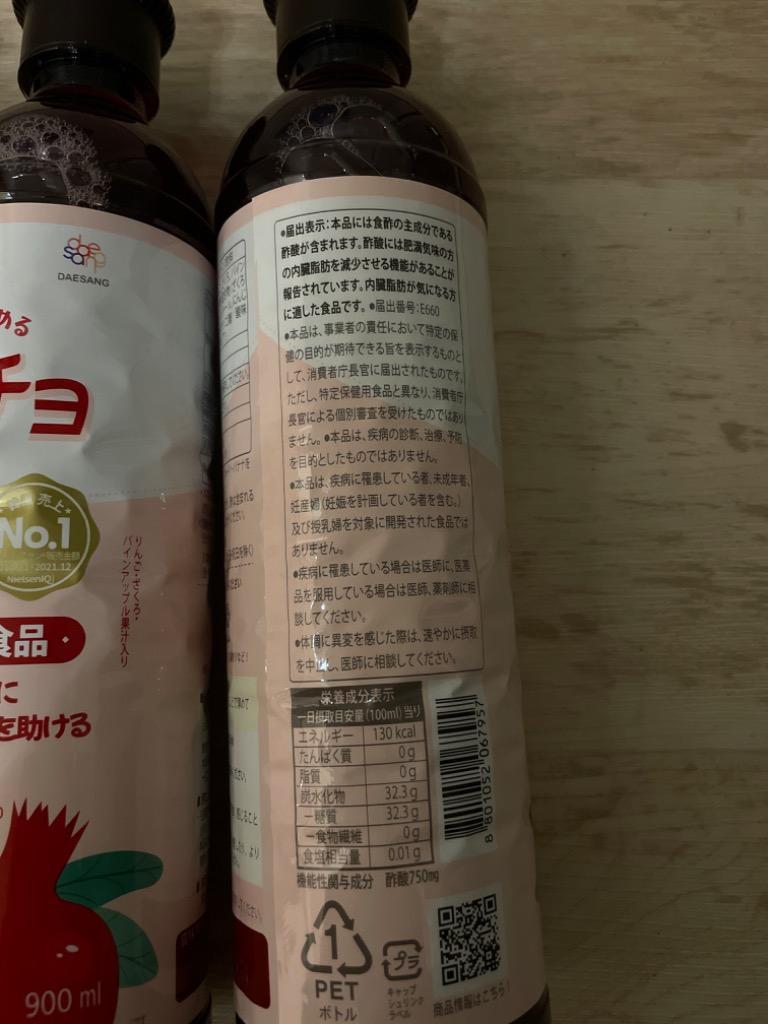 daesang
DAESANG
める
チョ
売上
No.1
2021.12
NielsenIQ
りんご・ざくろ・
パインアップル果汁入り
食品・
に
を助ける
900 ml
●届出表示：本品には食酢の主成分である
酢酸が含まれます。酢酸には肥満気味の方
の内臓脂肪を減少させる機能があることが
報告されています。内臓脂肪が気になる方
に適した食品です。●届出番号：E660
●本品は、事業者の責任において特定の保
健の目的が期待できる旨を表示するものと
して、消費者庁長官に届出されたものです。
ただし、特定保健用食品と異なり、消費者庁
長官による個別審査を受けたものではあり
ません。●本品は、疾病の診断、治療、予防
を目的としたものではありません。
●本品は、疾病に罹患している者、未成年者、
妊産婦（妊娠を計画している者を含む。）
及び授乳婦を対象に開発された食品では
ありません。
●疾病に罹患している場合は医師に、医薬
品を服用している場合は医師、薬剤師に相
談してください。
●体調に異変を感じた際は、速やかに摂取
を中止し、医師に相談してください。
栄養成分表示
一日摂取目安量（100ml）当り
エネルギー 130 kcal
たんぱく質 0 g
脂質 0 g
炭水化物 32.3 g
－糖質 32.3 g
－食物繊維 0 g
食塩相当量 0.01 g
機能性関与成分 酢酸750mg
8 801052 067957
1
PET
ボトル
プラ
キャップ
シュリンク
ラベル
商品情報はこちら！